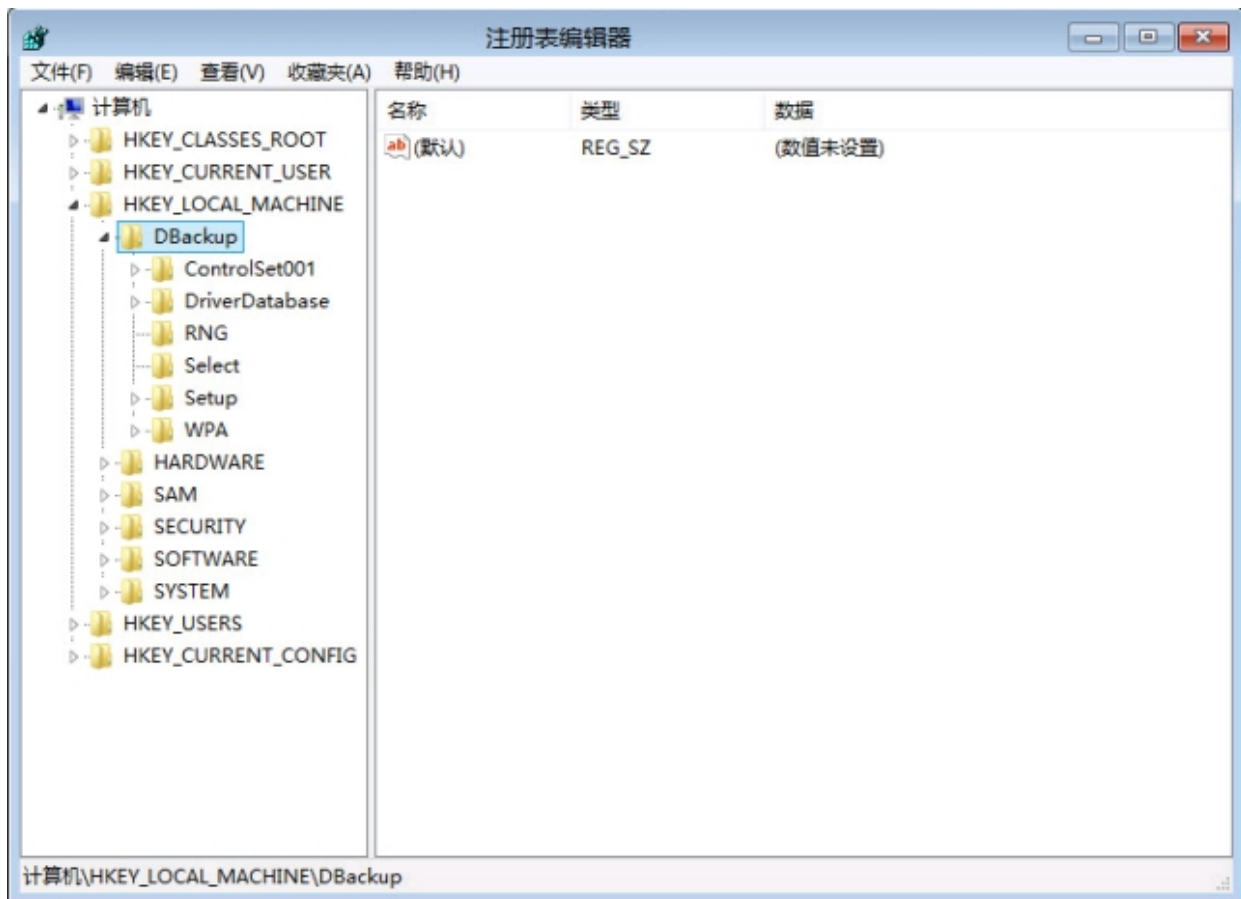 注册表编辑器
文件(F) 编辑(E) 查看(V) 收藏夹(A) 帮助(H)
计算机
HKEY_CLASSES_ROOT
HKEY_CURRENT_USER
HKEY_LOCAL_MACHINE
DBackup
ControlSet001
DriverDatabase
RNG
Select
Setup
WPA
HARDWARE
SAM
SECURITY
SOFTWARE
SYSTEM
HKEY_USERS
HKEY_CURRENT_CONFIG
名称 类型 数据
ab (默认) REG_SZ (数值未设置)
计算机\HKEY_LOCAL_MACHINE\DBackup